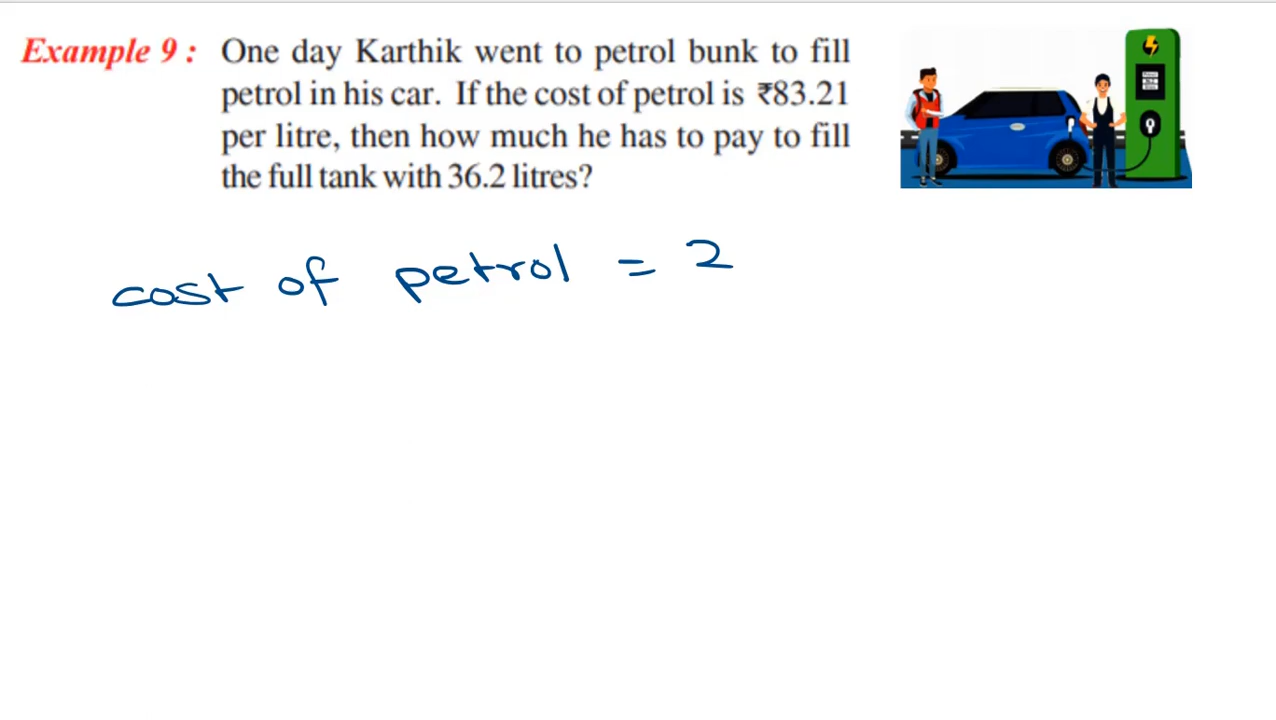 Example 9 : One day Karthik went to petrol bunk to fill
petrol in his car. If the cost of petrol is ₹83.21
per litre, then how much he has to pay to fill
the full tank with 36.2 litres?
cost of petrol = 2